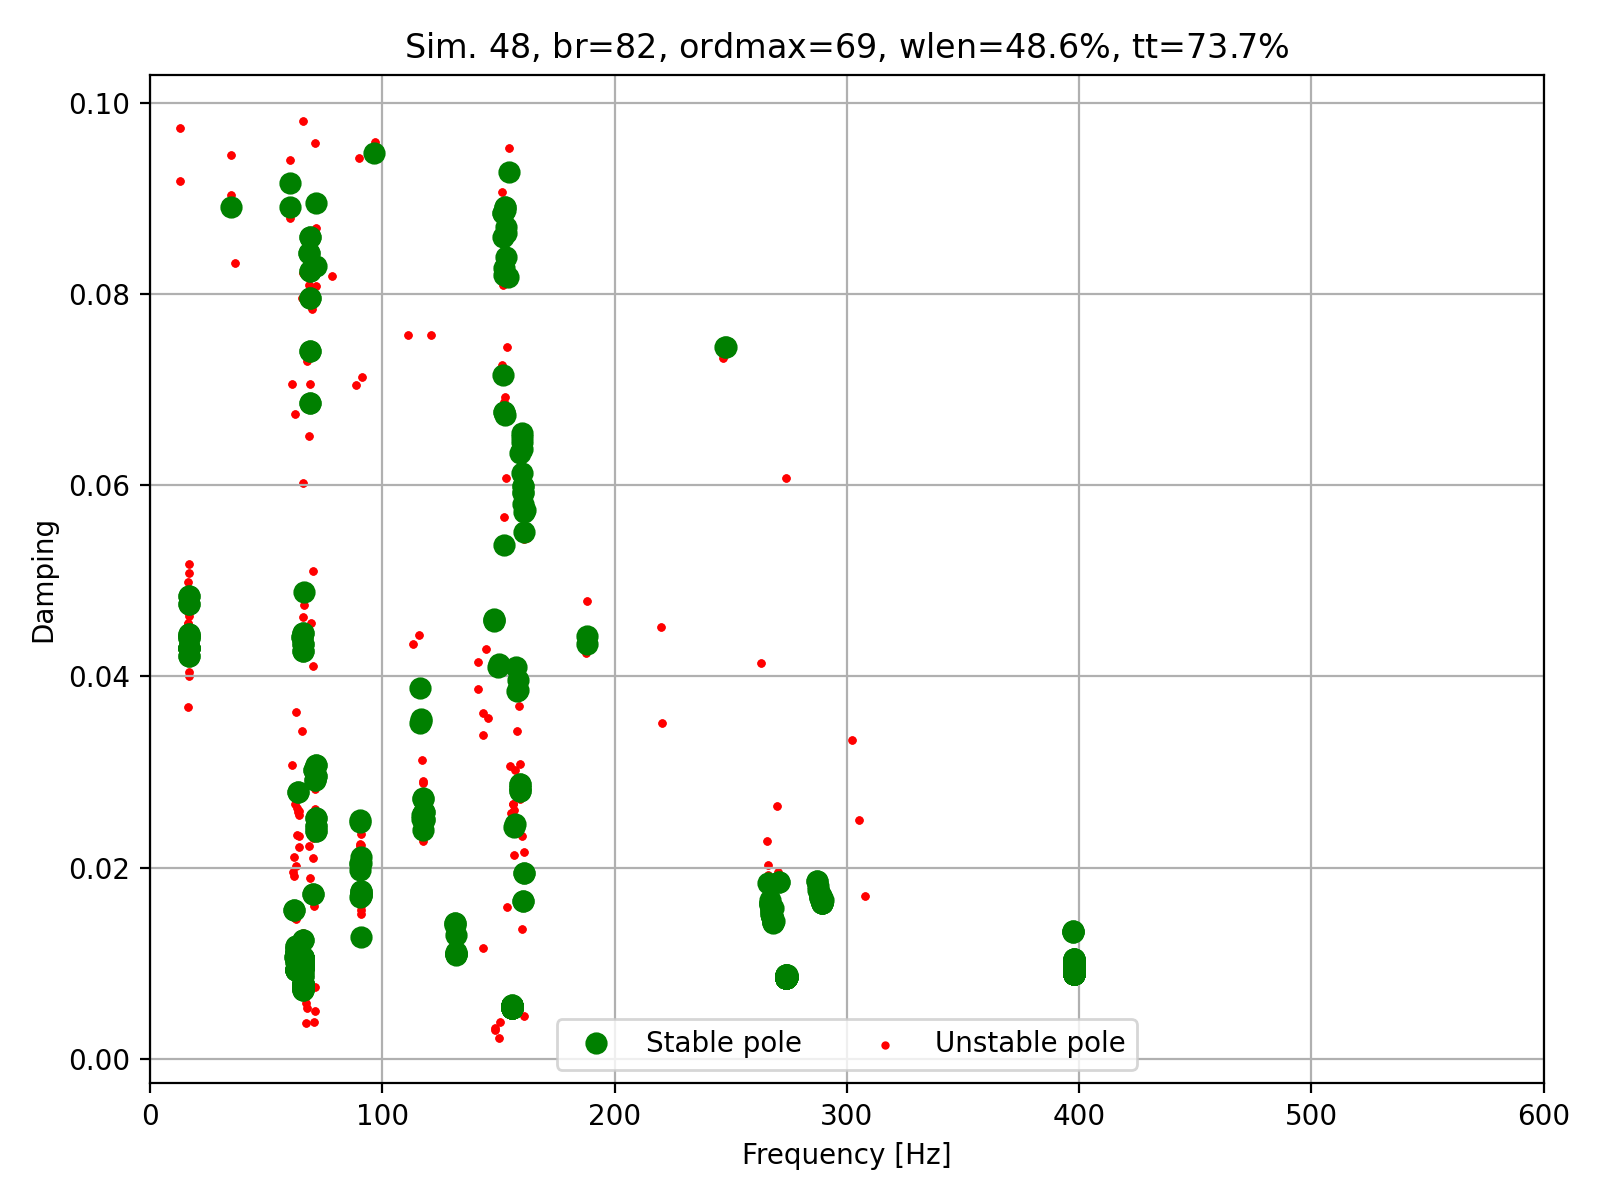 Sim. 48, br=82, ordmax=69, wlen=48.6%, tt=73.7%
0.10
0.08
0.06
0.04
0.02
0.00
Damping
Stable pole Unstable pole
0 100 200 300 400 500 600
Frequency [Hz]